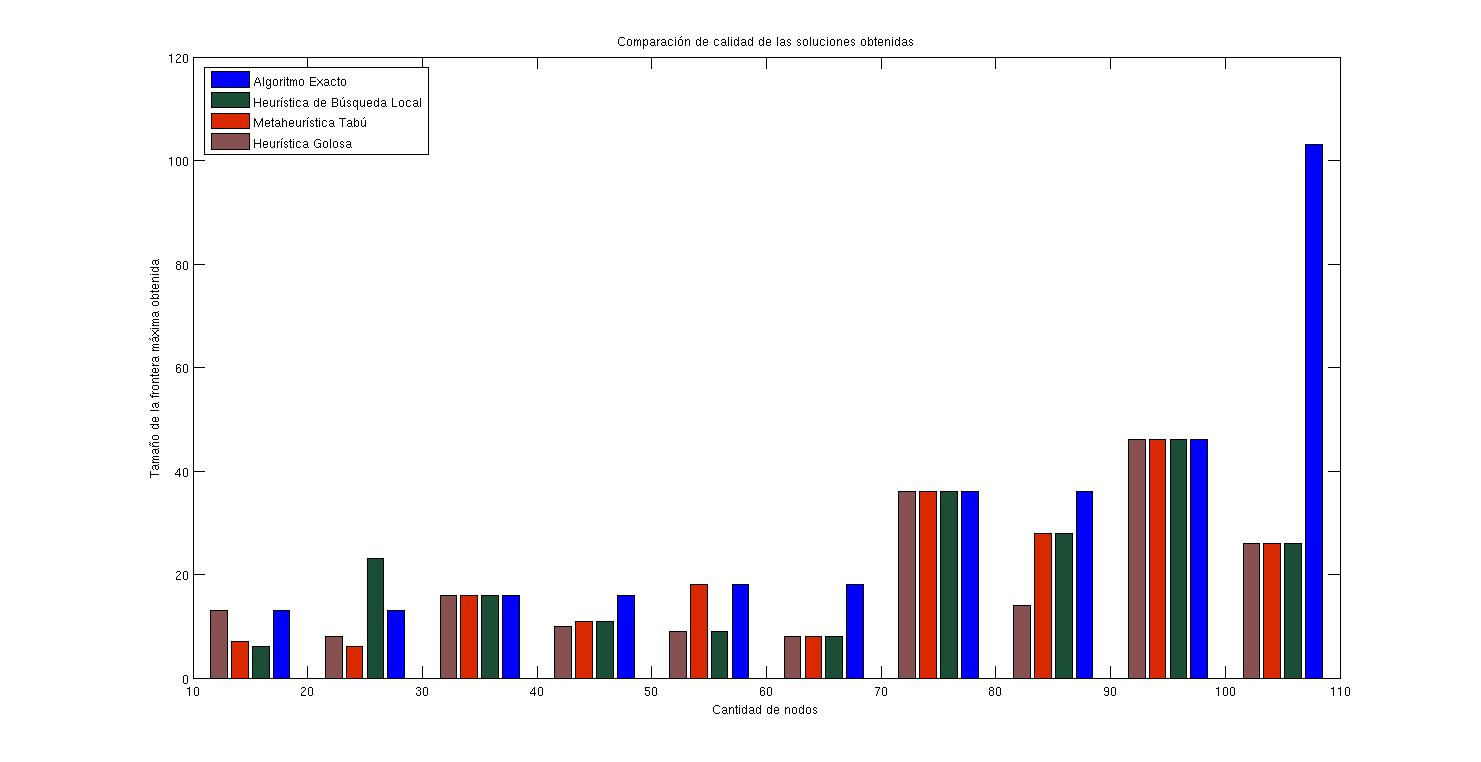 Comparación de calidad de las soluciones obtenidas
Algoritmo Exacto
Heurística de Búsqueda Local
Metaheurística Tabú
Heurística Golosa
Tamaño de la frontera máxima obtenida
120
100
80
60
40
20
0
10 20 30 40 50 60 70 80 90 100 110
Cantidad de nodos